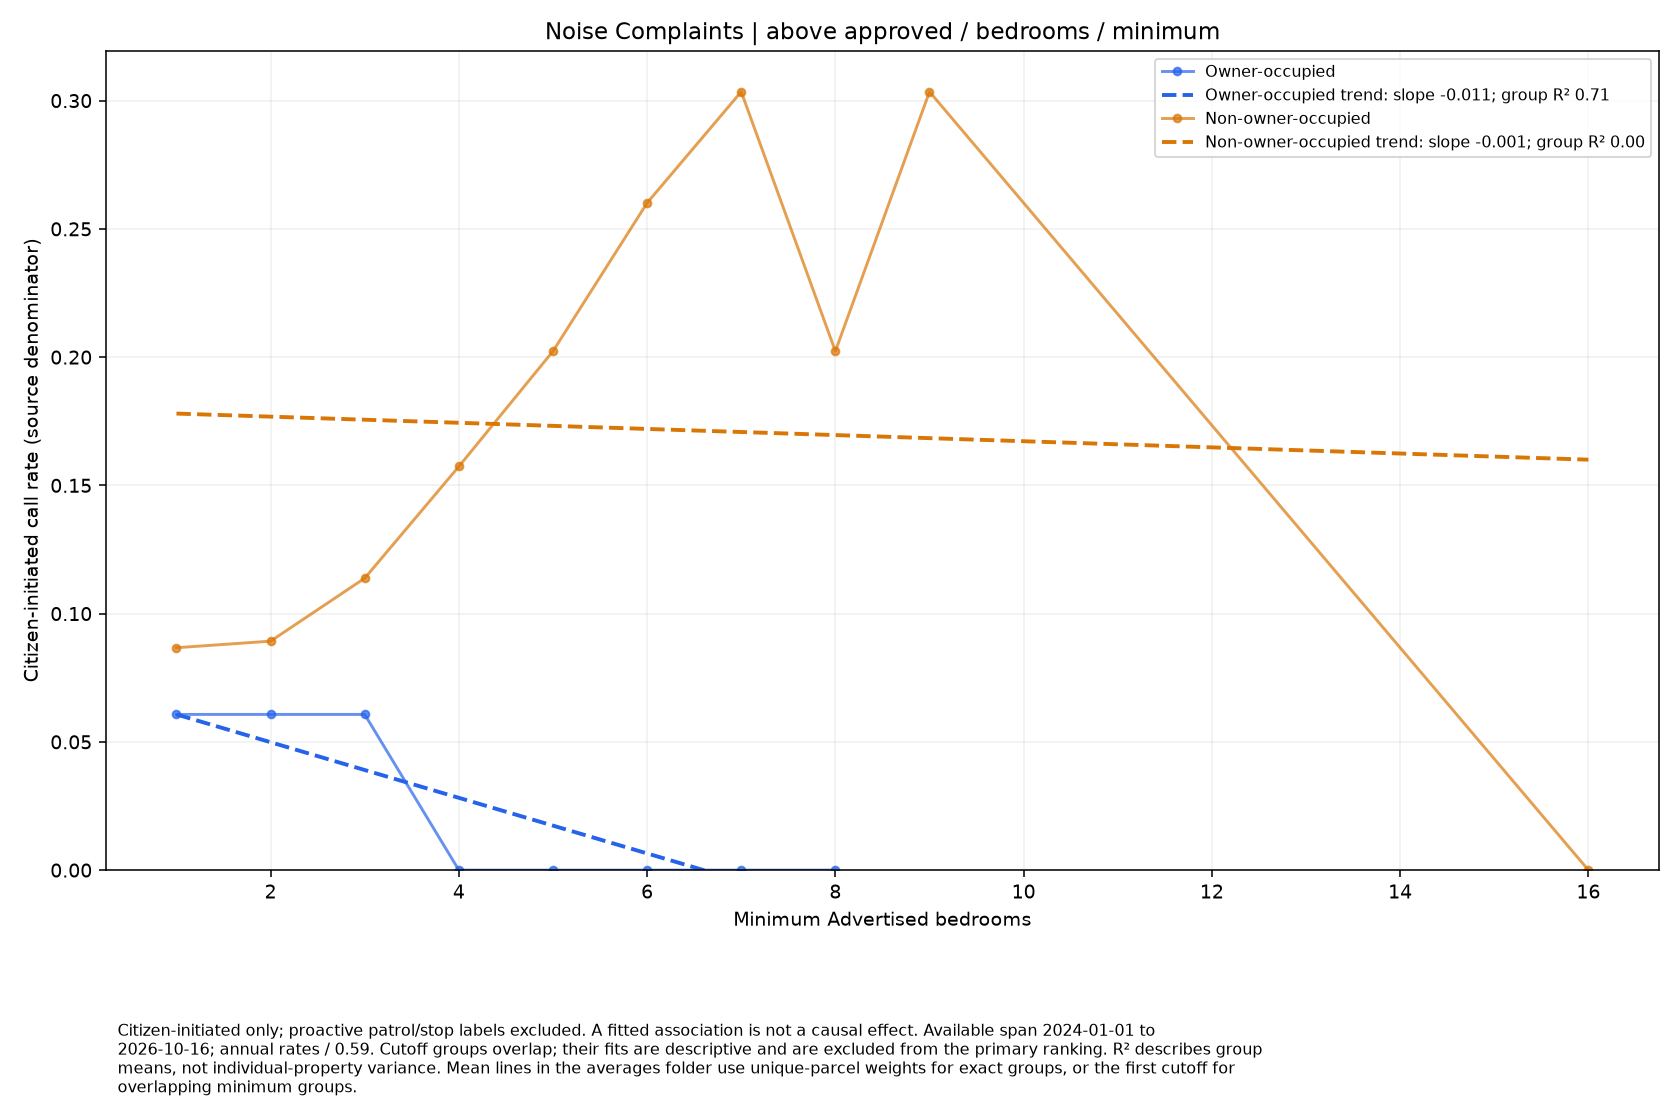 Noise Complaints | above approved / bedrooms / minimum
Owner-occupied
Owner-occupied trend: slope -0.011; group R² 0.71
Non-owner-occupied
Non-owner-occupied trend: slope -0.001; group R² 0.00
Citizen-initiated call rate (source denominator)
0.30
0.25
0.20
0.15
0.10
0.05
0.00
2 4 6 8 10 12 14 16
Minimum Advertised bedrooms
Citizen-initiated only; proactive patrol/stop labels excluded. A fitted association is not a causal effect. Available span 2024-01-01 to
2026-10-16; annual rates / 0.59. Cutoff groups overlap; their fits are descriptive and are excluded from the primary ranking. R² describes group
means, not individual-property variance. Mean lines in the averages folder use unique-parcel weights for exact groups, or the first cutoff for
overlapping minimum groups.